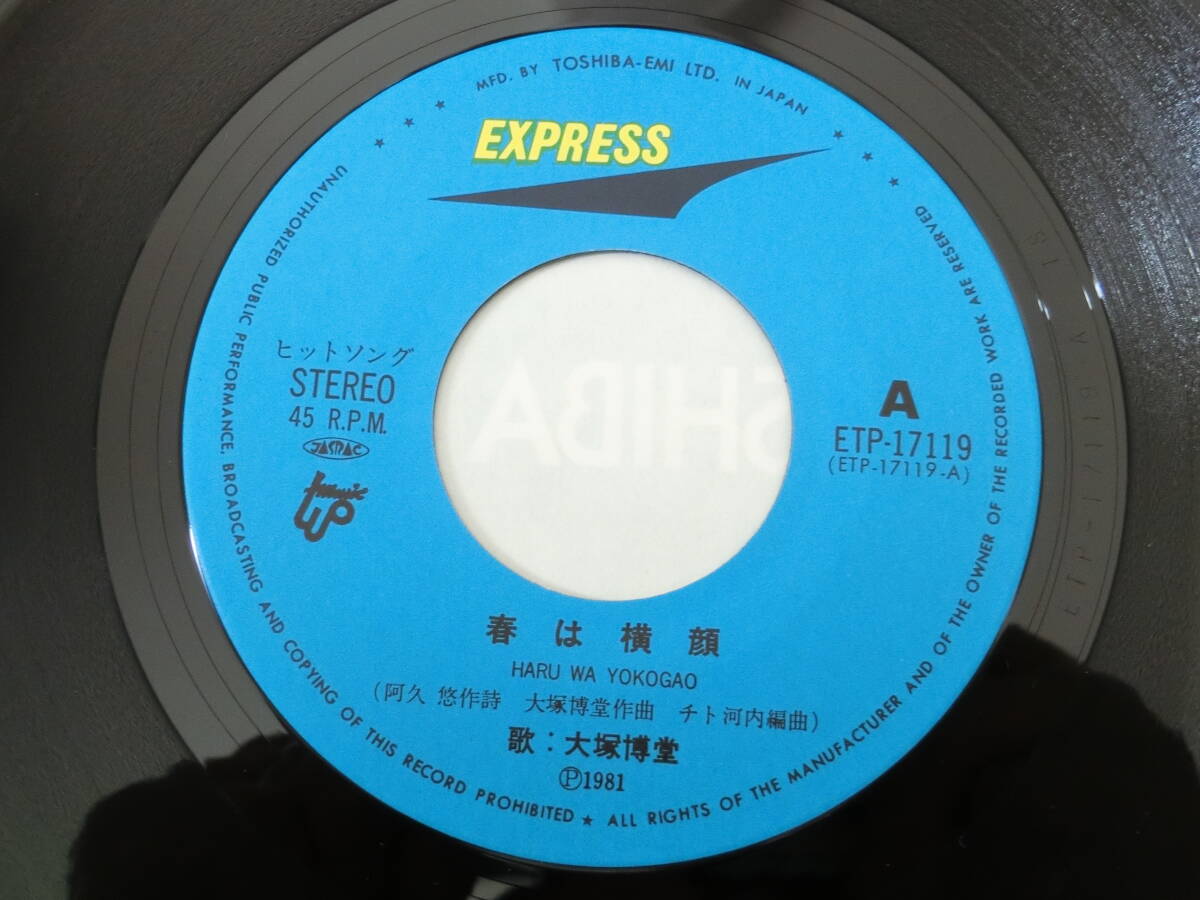 MFD. BY TOSHIBA-EMI LTD. IN JAPAN
EXPRESS
ヒットソング
STEREO
45 R.P.M.
JASRAC
A
ETP-17119
(ETP-17119-A)
SHIBA
春は横顔
HARU WA YOKOGAO
(阿久 悠作詩 大塚博堂作曲 チト河内編曲)
歌：大塚博堂
Ⓟ1981
UNAUTHORIZED PUBLIC PERFORMANCE, BROADCASTING AND COPYING OF THIS RECORD PROHIBITED ★ ALL RIGHTS OF THE MANUFACTURER AND OF THE OWNER OF THE RECORDED WORK ARE RESERVED